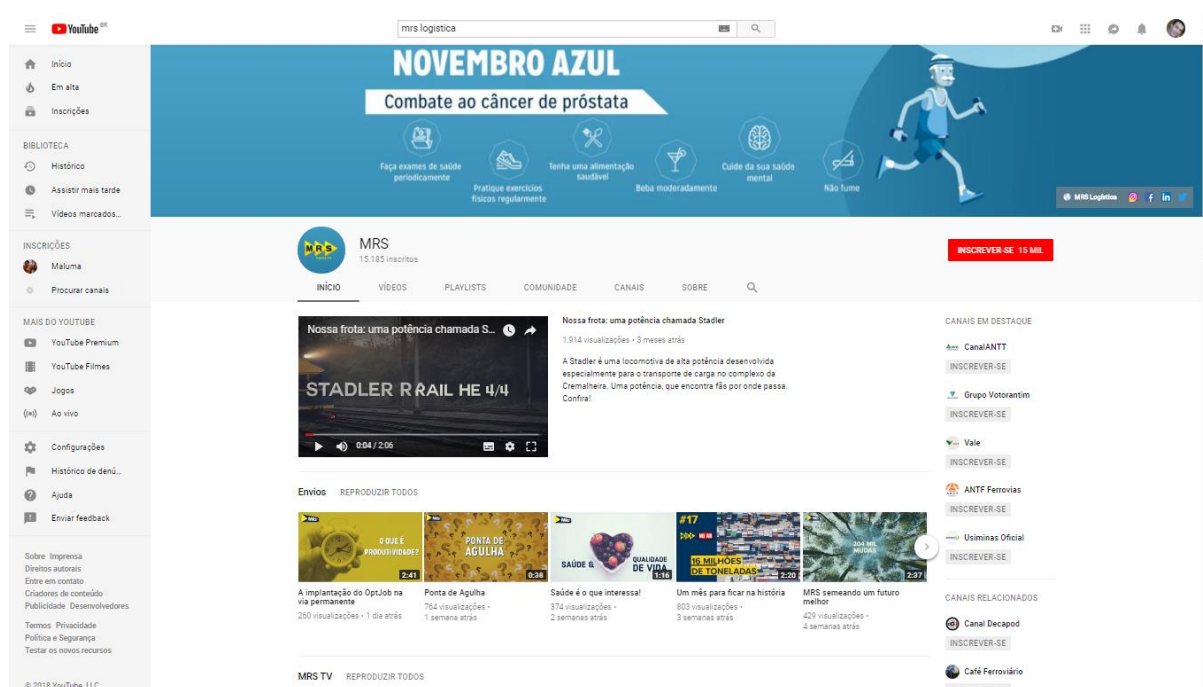 YouTube BR
mrs logistica
Início
Em alta
Inscrições
BIBLIOTECA
Histórico
Assistir mais tarde
Vídeos marcados...
INSCRIÇÕES
Maluma
Procurar canais
MAIS DO YOUTUBE
YouTube Premium
YouTube Filmes
Jogos
Ao vivo
Configurações
Histórico de denú...
Ajuda
Enviar feedback
Sobre Imprensa
Direitos autorais
Entre em contato
Criadores de conteúdo
Publicidade Desenvolvedores
Termos Privacidade
Política e Segurança
Testar os novos recursos
© 2018 YouTube, LLC
NOVEMBRO AZUL
Combate ao câncer de próstata
Faça exames de saúde
periodicamente
Pratique exercícios
físicos regularmente
Tenha uma alimentação
saudável
Beba moderadamente
Cuide da sua saúde
mental
Não fume
MRS Logística
MRS
MRS
15.185 inscritos
INSCREVER-SE 15 MIL
INÍCIO VÍDEOS PLAYLISTS COMUNIDADE CANAIS SOBRE
Nossa frota: uma potência chamada S...
STADLER R RAIL HE 4/4
0:04 / 2:06
Nossa frota: uma potência chamada Stadler
1.914 visualizações • 3 meses atrás
A Stadler é uma locomotiva de alta potência desenvolvida
especialmente para o transporte de carga no complexo da
Cremalheira. Uma potência, que encontra fãs por onde passa.
Confira!
Envios REPRODUZIR TODOS
O QUE É
PRODUTIVIDADE?
2:41
A implantação do OptJob na
via permanente
260 visualizações • 1 dia atrás
PONTA DE
AGULHA
0:38
Ponta de Agulha
764 visualizações •
1 semana atrás
SAÚDE &
QUALIDADE
DE VIDA
1:16
Saúde é o que interessa!
374 visualizações •
2 semanas atrás
#17
16 MILHÕES
DE TONELADAS
2:20
Um mês para ficar na história
803 visualizações •
3 semanas atrás
204 MIL
MUDAS
2:37
MRS semeando um futuro
melhor
429 visualizações •
4 semanas atrás
MRS TV REPRODUZIR TODOS
CANAIS EM DESTAQUE
CanalANTT
INSCREVER-SE
Grupo Votorantim
INSCREVER-SE
Vale
INSCREVER-SE
ANTF Ferrovias
INSCREVER-SE
Usiminas Oficial
INSCREVER-SE
CANAIS RELACIONADOS
Canal Decapod
INSCREVER-SE
Café Ferroviário